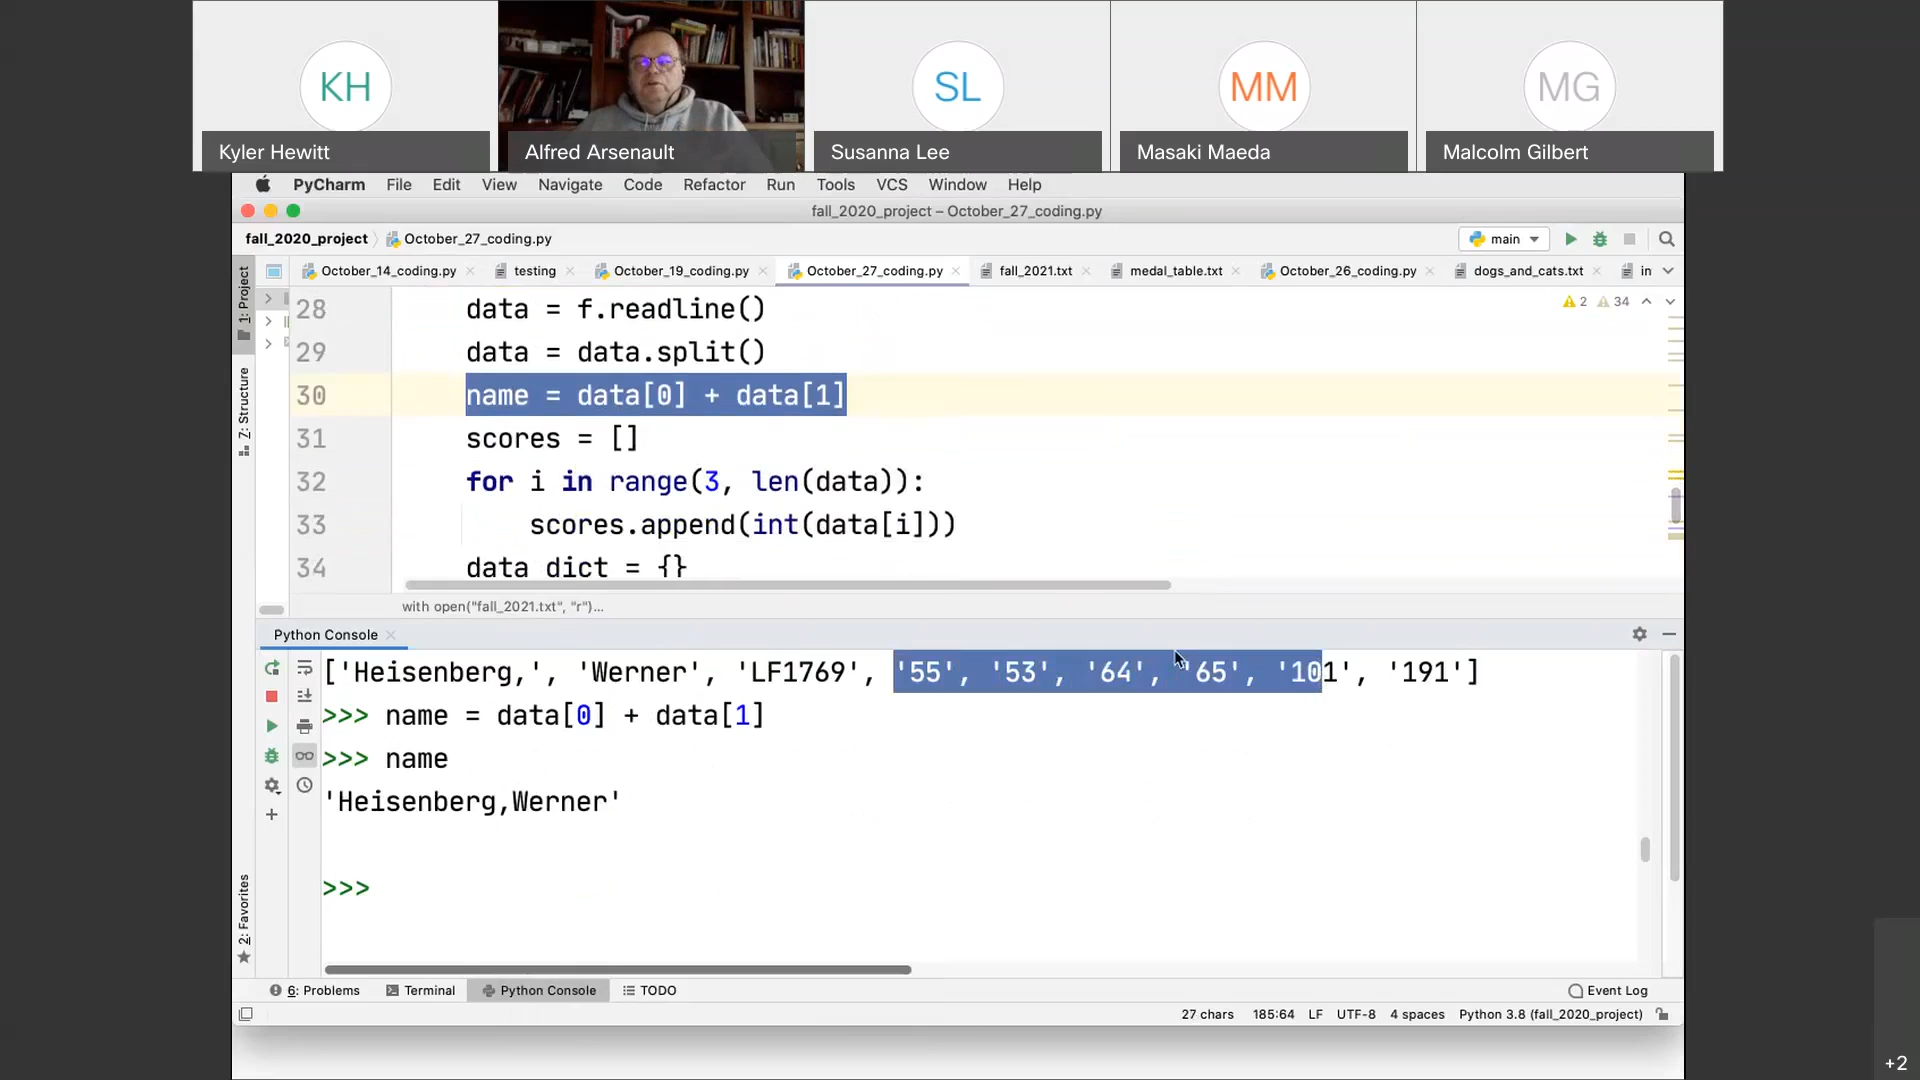 KH
SL
MM
MG
Kyler Hewitt
Alfred Arsenault
Susanna Lee
Masaki Maeda
Malcolm Gilbert
PyCharm File Edit View Navigate Code Refactor Run Tools VCS Window Help
fall_2020_project – October_27_coding.py
fall_2020_project October_27_coding.py
main
October_14_coding.py testing October_19_coding.py October_27_coding.py fall_2021.txt medal_table.txt October_26_coding.py dogs_and_cats.txt in
1: Project
7: Structure
2: Favorites
2 34
28 data = f.readline()
29 data = data.split()
30 name = data[0] + data[1]
31 scores = []
32 for i in range(3, len(data)):
33 scores.append(int(data[i]))
34 data_dict = {}
with open("fall_2021.txt", "r")...
Python Console
['Heisenberg,', 'Werner', 'LF1769', '55', '53', '64', '65', '101', '191']
>>> name = data[0] + data[1]
>>> name
'Heisenberg,Werner'
>>>
6: Problems Terminal Python Console TODO Event Log
27 chars 185:64 LF UTF-8 4 spaces Python 3.8 (fall_2020_project)
+2